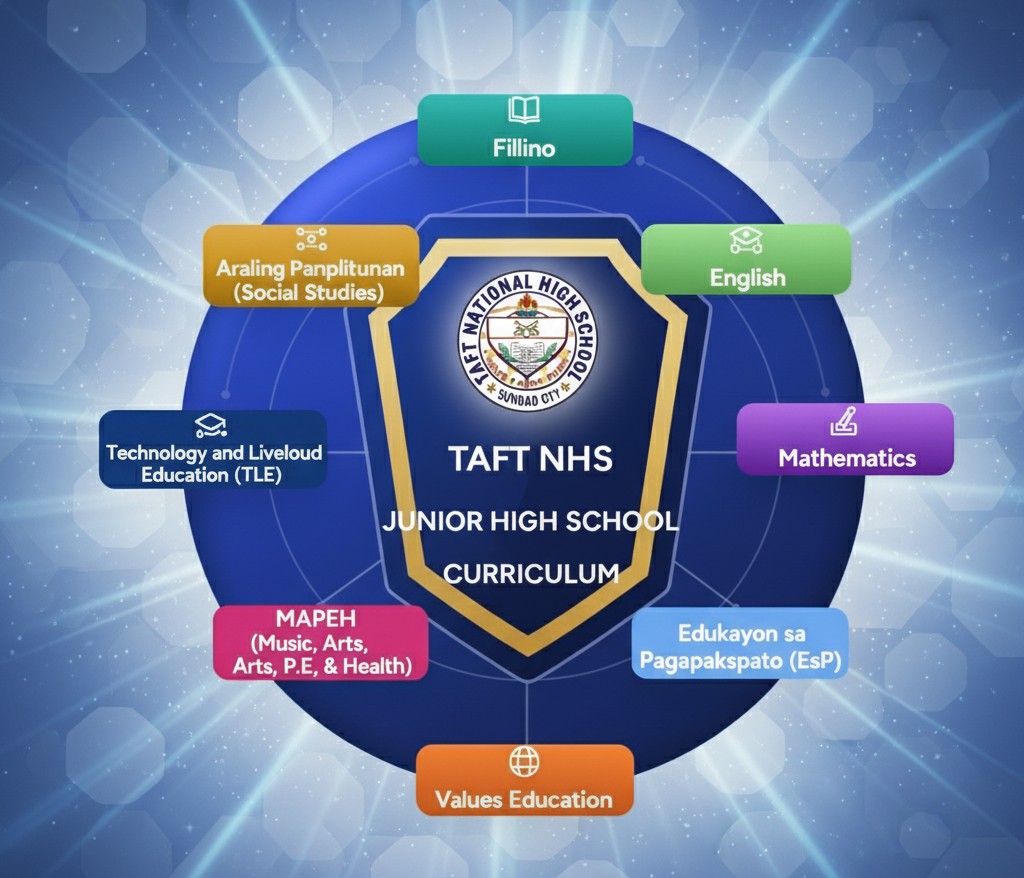 Fillino
Araling Panplitunan
(Social Studies)
English
TAFT NATIONAL HIGH SCHOOL
SUNDAD CTY
Technology and Liveloud
Education (TLE)
Mathematics
TAFT NHS
JUNIOR HIGH SCHOOL
CURRICULUM
MAPEH
(Music, Arts,
Arts, P.E, & Health)
Edukayon sa
Pagapakspato (EsP)
Values Education